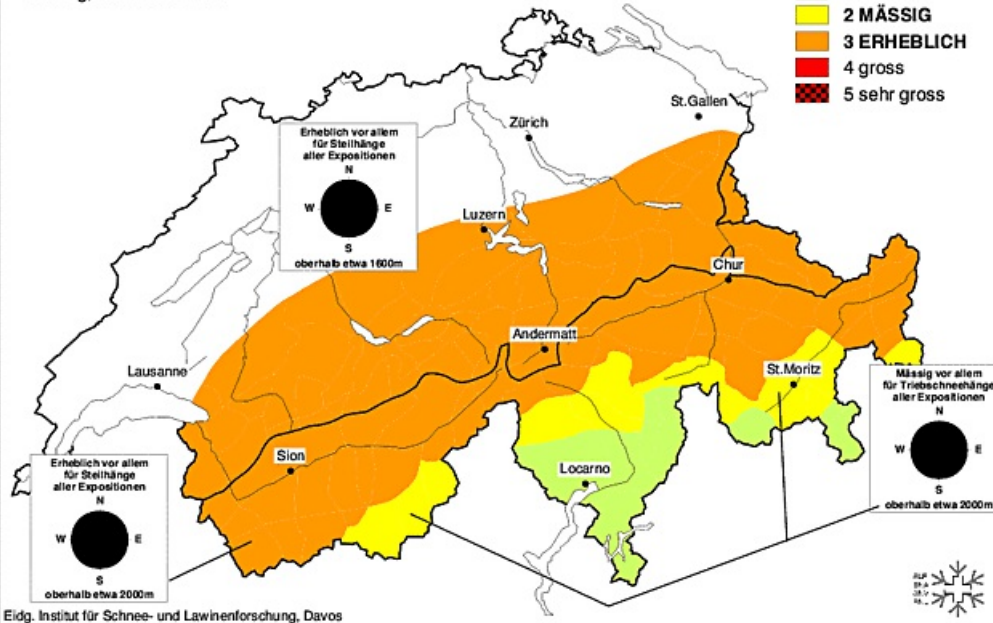 2 MÄSSIG
3 ERHEBLICH
4 gross
5 sehr gross
St.Gallen
Zürich
Erheblich vor allem
für Steilhänge
aller Expositionen
N
W E
S
oberhalb etwa 1600m
Luzern
Chur
Andermatt
Lausanne
St.Moritz
Mässig vor allem
für Triebschneehänge
aller Expositionen
N
W E
S
oberhalb etwa 2000m
Sion
Locarno
Erheblich vor allem
für Steilhänge
aller Expositionen
N
W E
S
oberhalb etwa 2000m
Eidg. Institut für Schnee- und Lawinenforschung, Davos